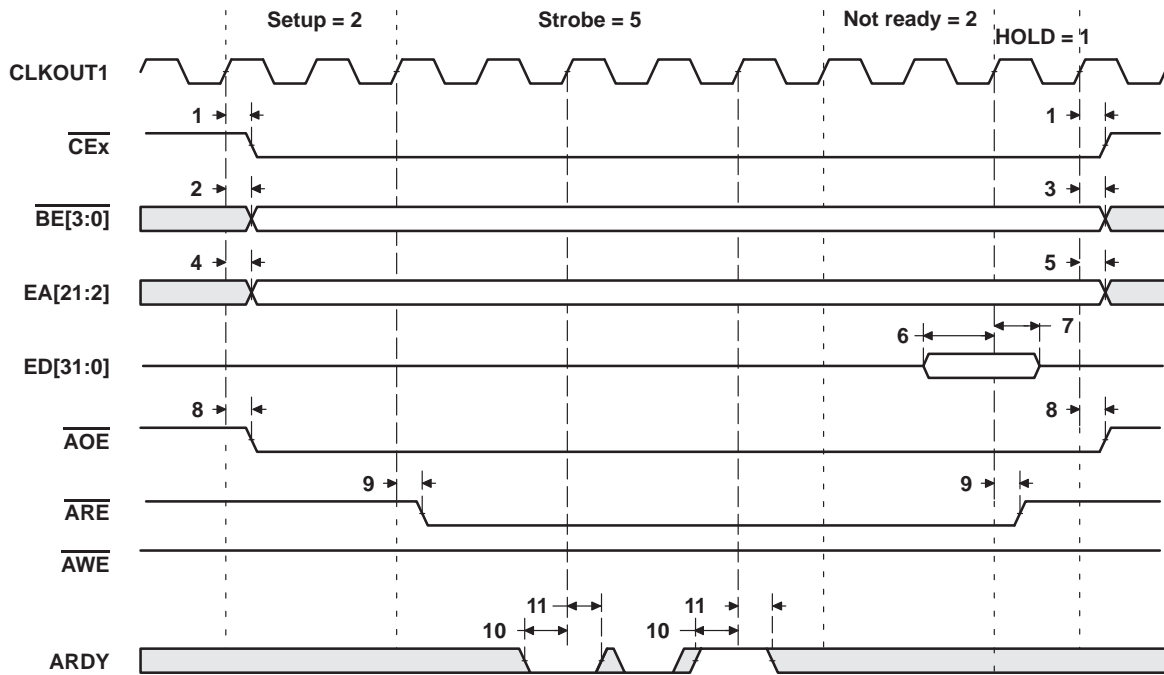 Setup = 2 Strobe = 5 Not ready = 2
HOLD = 1
CLKOUT1
1 1
CEx
2 3
BE[3:0]
4 5
EA[21:2]
6 7
ED[31:0]
8 8
AOE
9 9
ARE
AWE
11 11
10 10
ARDY